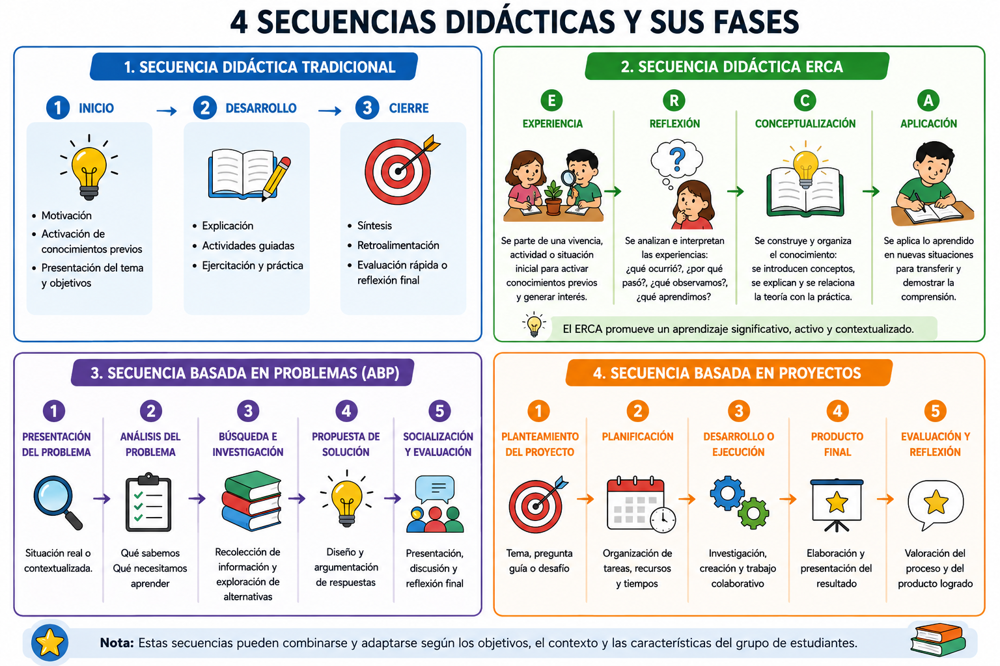 4 SECUENCIAS DIDÁCTICAS Y SUS FASES
1. SECUENCIA DIDÁCTICA TRADICIONAL
1 INICIO
Motivación
Activación de
conocimientos previos
Presentación del tema
y objetivos
2 DESARROLLO
Explicación
Actividades guiadas
Ejercitación y práctica
3 CIERRE
Síntesis
Retroalimentación
Evaluación rápida o
reflexión final
2. SECUENCIA DIDÁCTICA ERCA
E
EXPERIENCIA
Se parte de una vivencia,
actividad o situación
inicial para activar
conocimientos previos
y generar interés.
R
REFLEXIÓN
?
Se analizan e interpretan
las experiencias:
¿qué ocurrió?, ¿por qué
pasó?, ¿qué observamos?,
¿qué aprendimos?
C
CONCEPTUALIZACIÓN
Se construye y organiza
el conocimiento:
se introducen conceptos,
se explican y se relaciona
la teoría con la práctica.
A
APLICACIÓN
Se aplica lo aprendido
en nuevas situaciones
para transferir y
demostrar la
comprensión.
El ERCA promueve un aprendizaje significativo, activo y contextualizado.
3. SECUENCIA BASADA EN PROBLEMAS (ABP)
1
PRESENTACIÓN
DEL PROBLEMA
Situación real o
contextualizada.
2
ANÁLISIS DEL
PROBLEMA
Qué sabemos
Qué necesitamos
aprender
3
BÚSQUEDA E
INVESTIGACIÓN
Recolección de
información y
exploración de
alternativas
4
PROPUESTA DE
SOLUCIÓN
Diseño y
argumentación
de respuestas
5
SOCIALIZACIÓN
Y EVALUACIÓN
Presentación,
discusión y
reflexión final
4. SECUENCIA BASADA EN PROYECTOS
1
PLANTEAMIENTO
DEL PROYECTO
Tema, pregunta
guía o desafío
2
PLANIFICACIÓN
Organización de
tareas, recursos
y tiempos
3
DESARROLLO O
EJECUCIÓN
Investigación,
creación y trabajo
colaborativo
4
PRODUCTO
FINAL
Elaboración y
presentación del
resultado
5
EVALUACIÓN Y
REFLEXIÓN
Valoración del
proceso y del
producto logrado
Nota: Estas secuencias pueden combinarse y adaptarse según los objetivos, el contexto y las características del grupo de estudiantes.